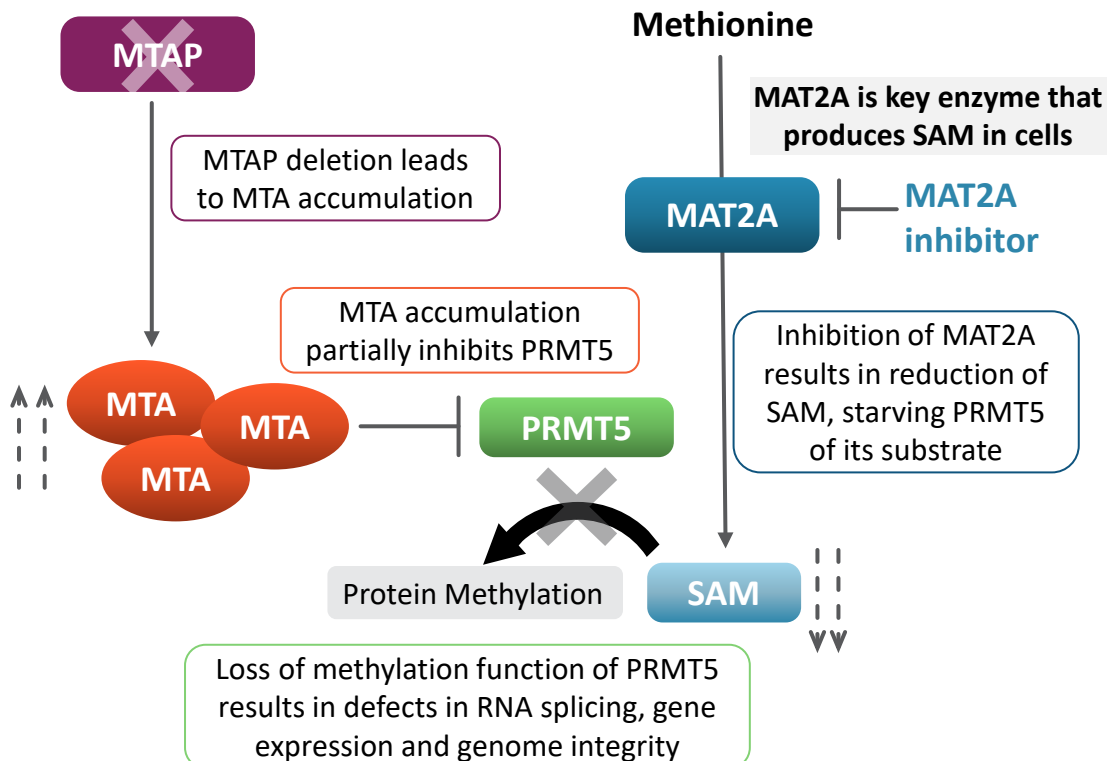 MTAP
Methionine
MAT2A is key enzyme that
produces SAM in cells
MTAP deletion leads
to MTA accumulation
MAT2A
MAT2A
inhibitor
MTA accumulation
partially inhibits PRMT5
Inhibition of MAT2A
results in reduction of
SAM, starving PRMT5
of its substrate
MTA
MTA
MTA
PRMT5
Protein Methylation
SAM
Loss of methylation function of PRMT5
results in defects in RNA splicing, gene
expression and genome integrity